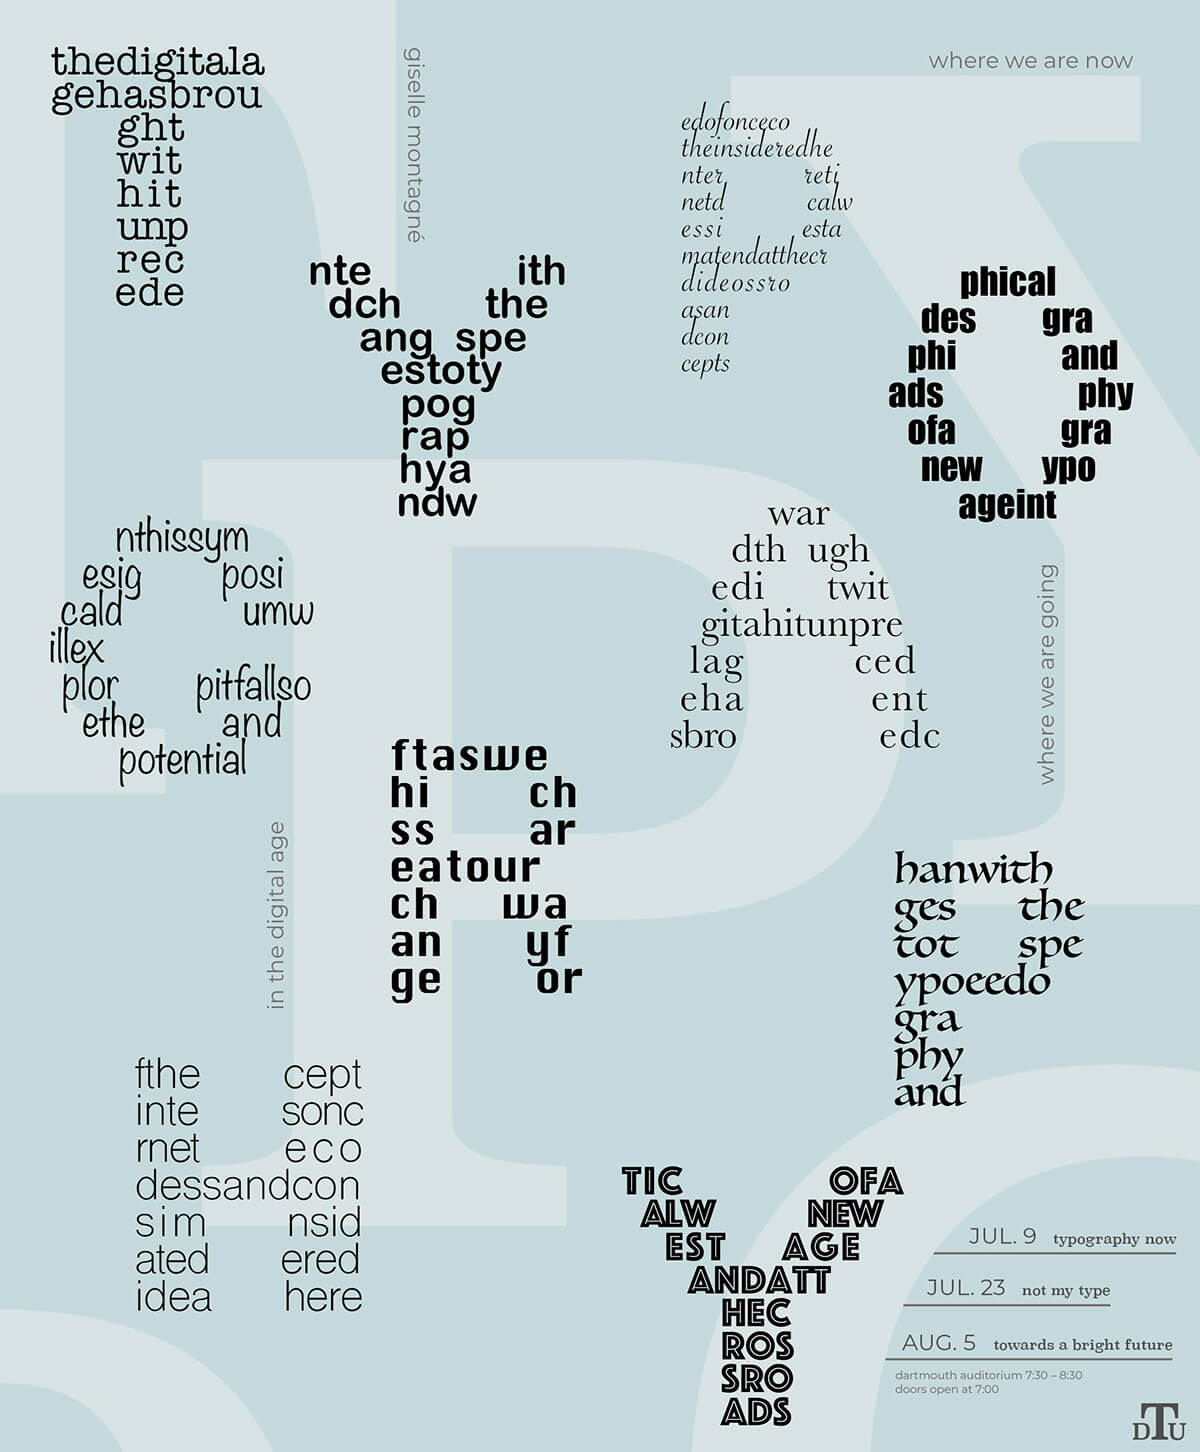 thedigitala
gehasbrou
ght
wit
hit
unp
rec
ede
giselle montagné
nte ith
dch the
ang spe
estoty
pog
rap
hya
ndw
where we are now
edofonceco
theinsideredhe
nter reti
netd calw
essi esta
matendatthecr
dideossro
asan
dcon
cepts
phical
des gra
phi and
ads phy
ofa gra
new ypo
ageint
nthissym
esig posi
cald umw
illex
plor pitfallso
ethe and
potential
in the digital age
ftaswe
hi ch
ss ar
eatour
ch wa
an yf
ge or
war
dth ugh
edi twit
gitahitunpre
lag ced
eha ent
sbro edc
where we are going
hanwith
ges the
tot spe
ypoeedo
gra
phy
and
fthe cept
inte sonc
rnet eco
dessandcon
sim nsid
ated ered
idea here
TIC OFA
ALW NEW
EST AGE
ANDATT
HEC
ROS
SRO
ADS
JUL. 9 typography now
JUL. 23 not my type
AUG. 5 towards a bright future
dartmouth auditorium 7:30 – 8:30
doors open at 7:00
DTU